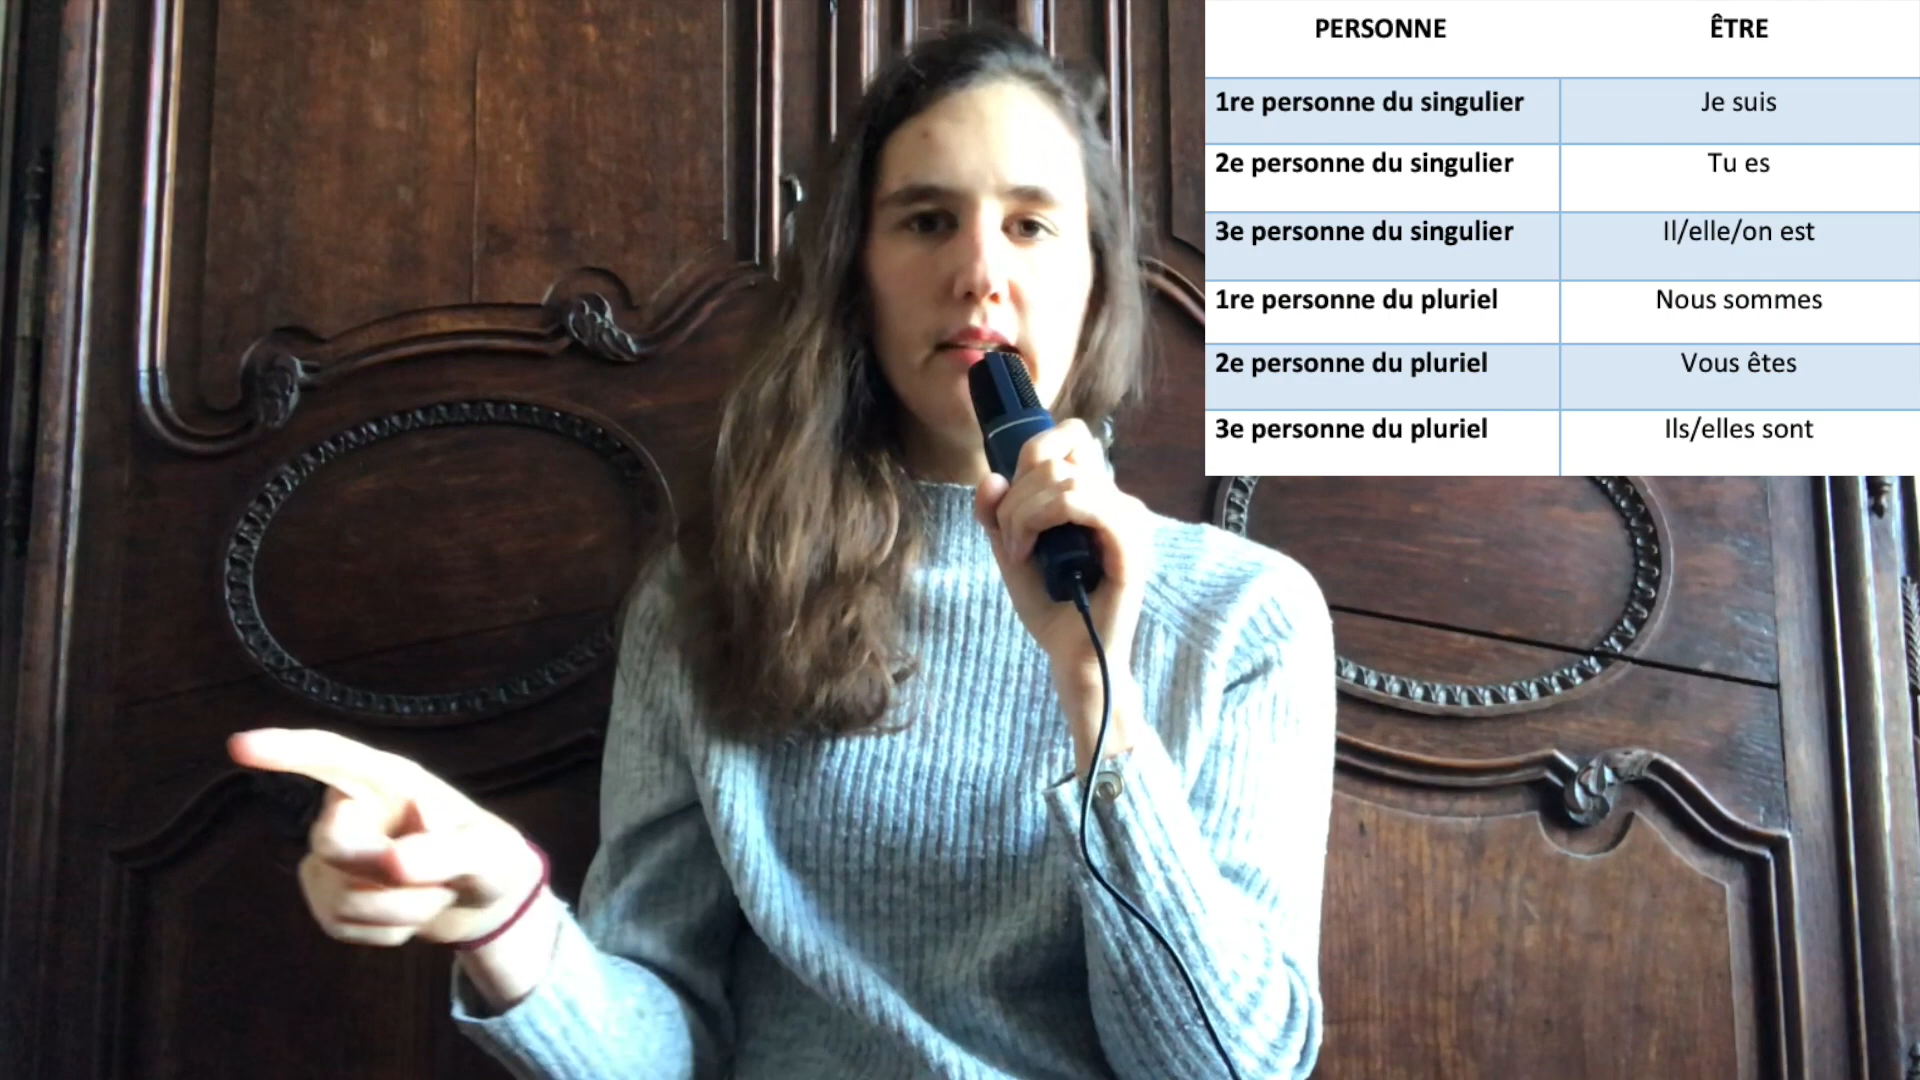 PERSONNE ÊTRE
1re personne du singulier Je suis
2e personne du singulier Tu es
3e personne du singulier Il/elle/on est
1re personne du pluriel Nous sommes
2e personne du pluriel Vous êtes
3e personne du pluriel Ils/elles sont